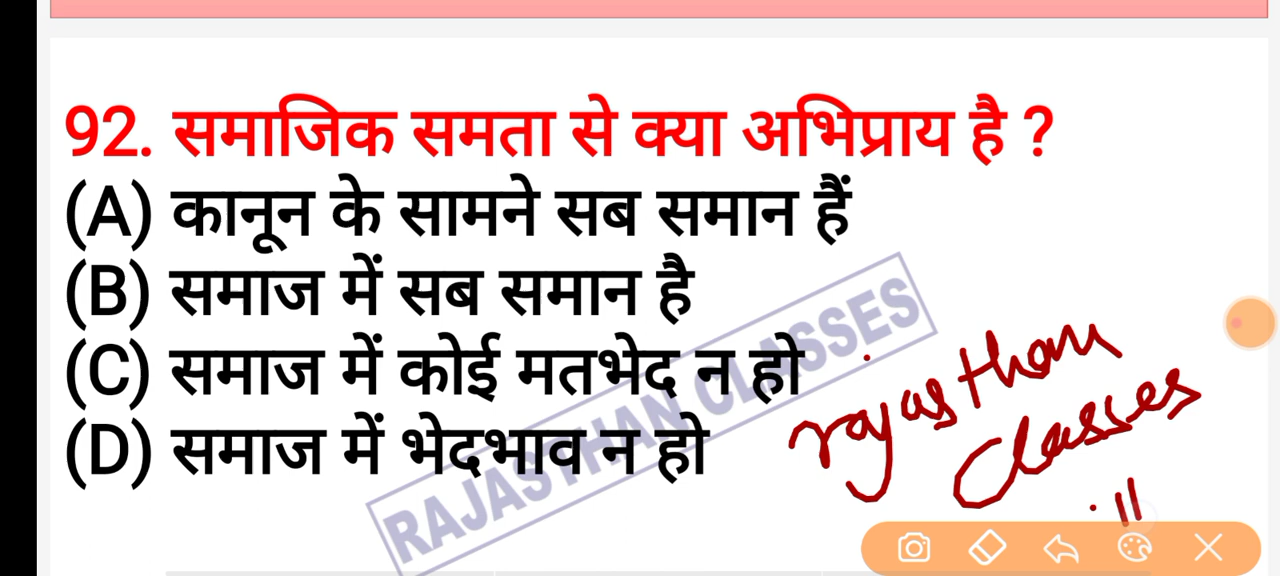 92. समाजिक समता से क्या अभिप्राय है ?
(A) कानून के सामने सब समान हैं
(B) समाज में सब समान है
(C) समाज में कोई मतभेद न हो
(D) समाज में भेदभाव न हो
RAJASTHAN CLASSES
rajasthan
Classes